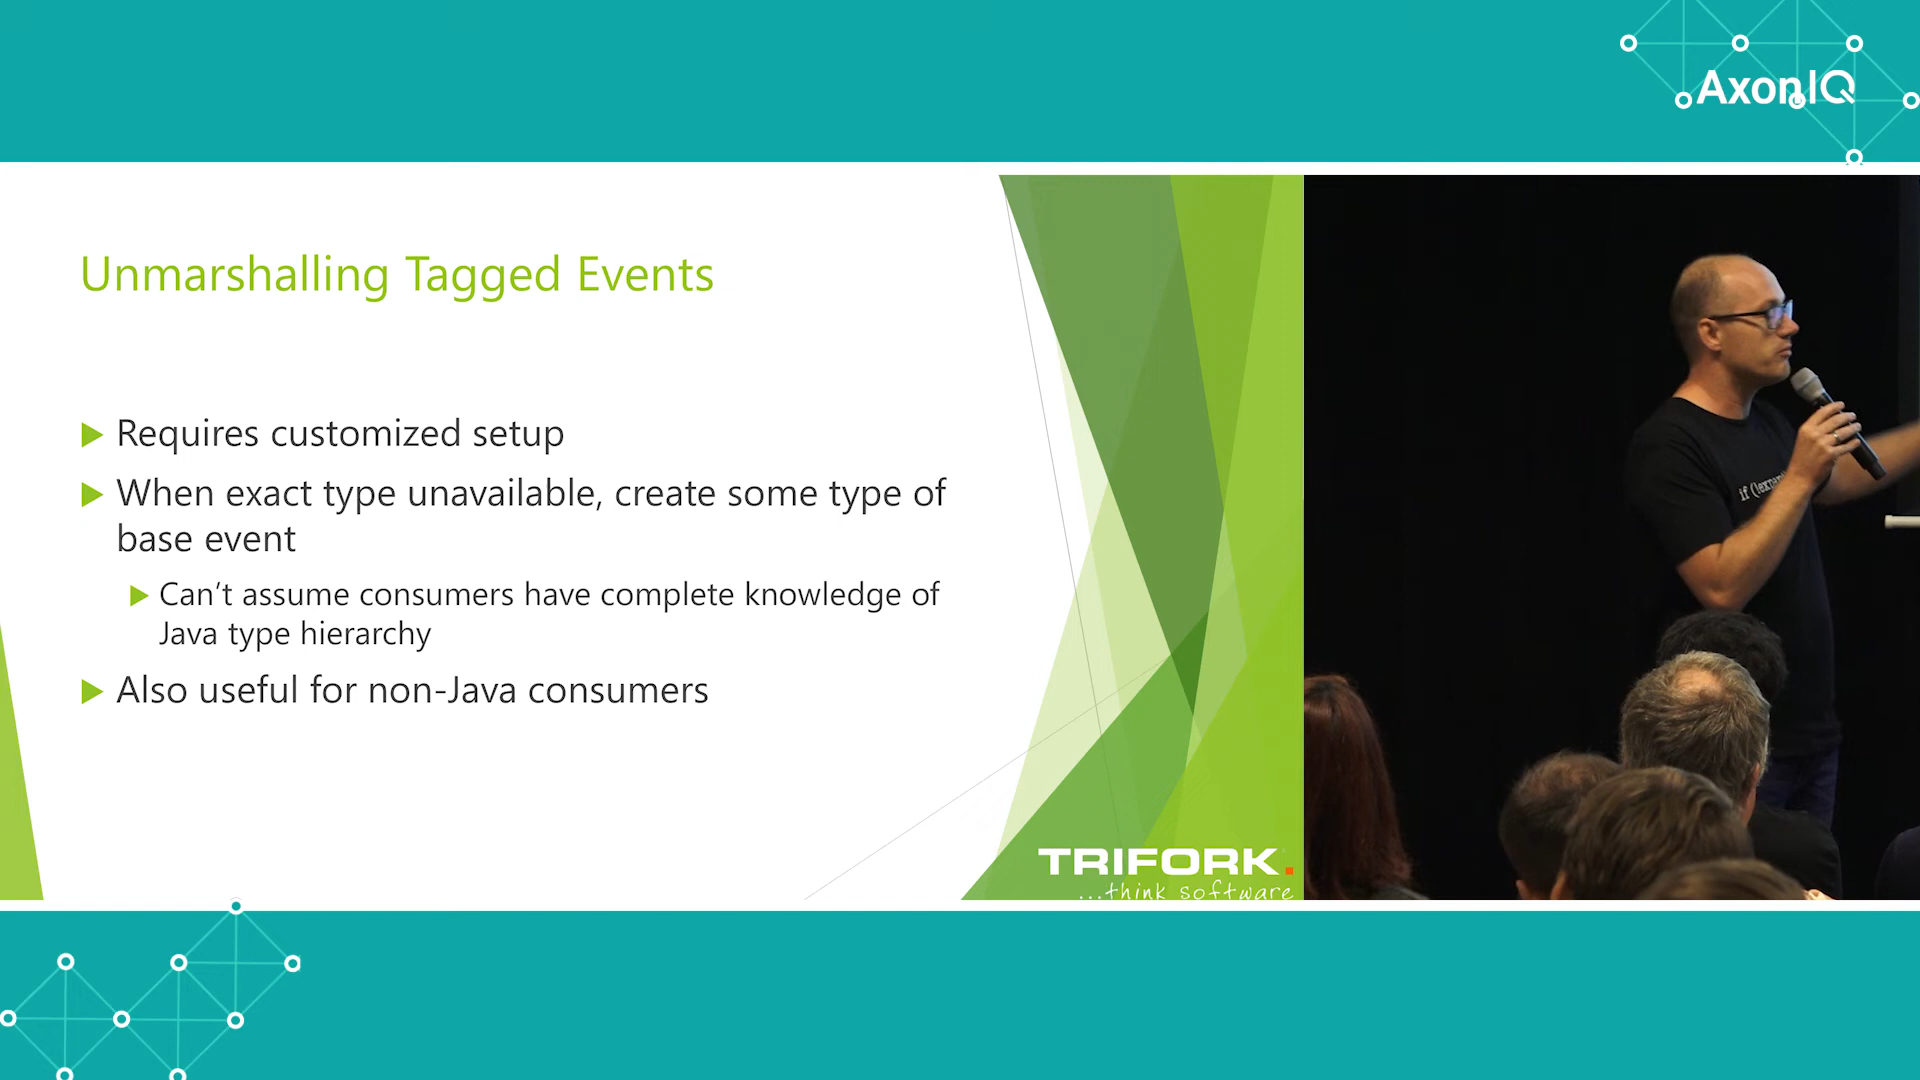 AxonIQ
Unmarshalling Tagged Events
Requires customized setup
When exact type unavailable, create some type of
base event
Can't assume consumers have complete knowledge of
Java type hierarchy
Also useful for non-Java consumers
TRIFORK.
...think software
if (